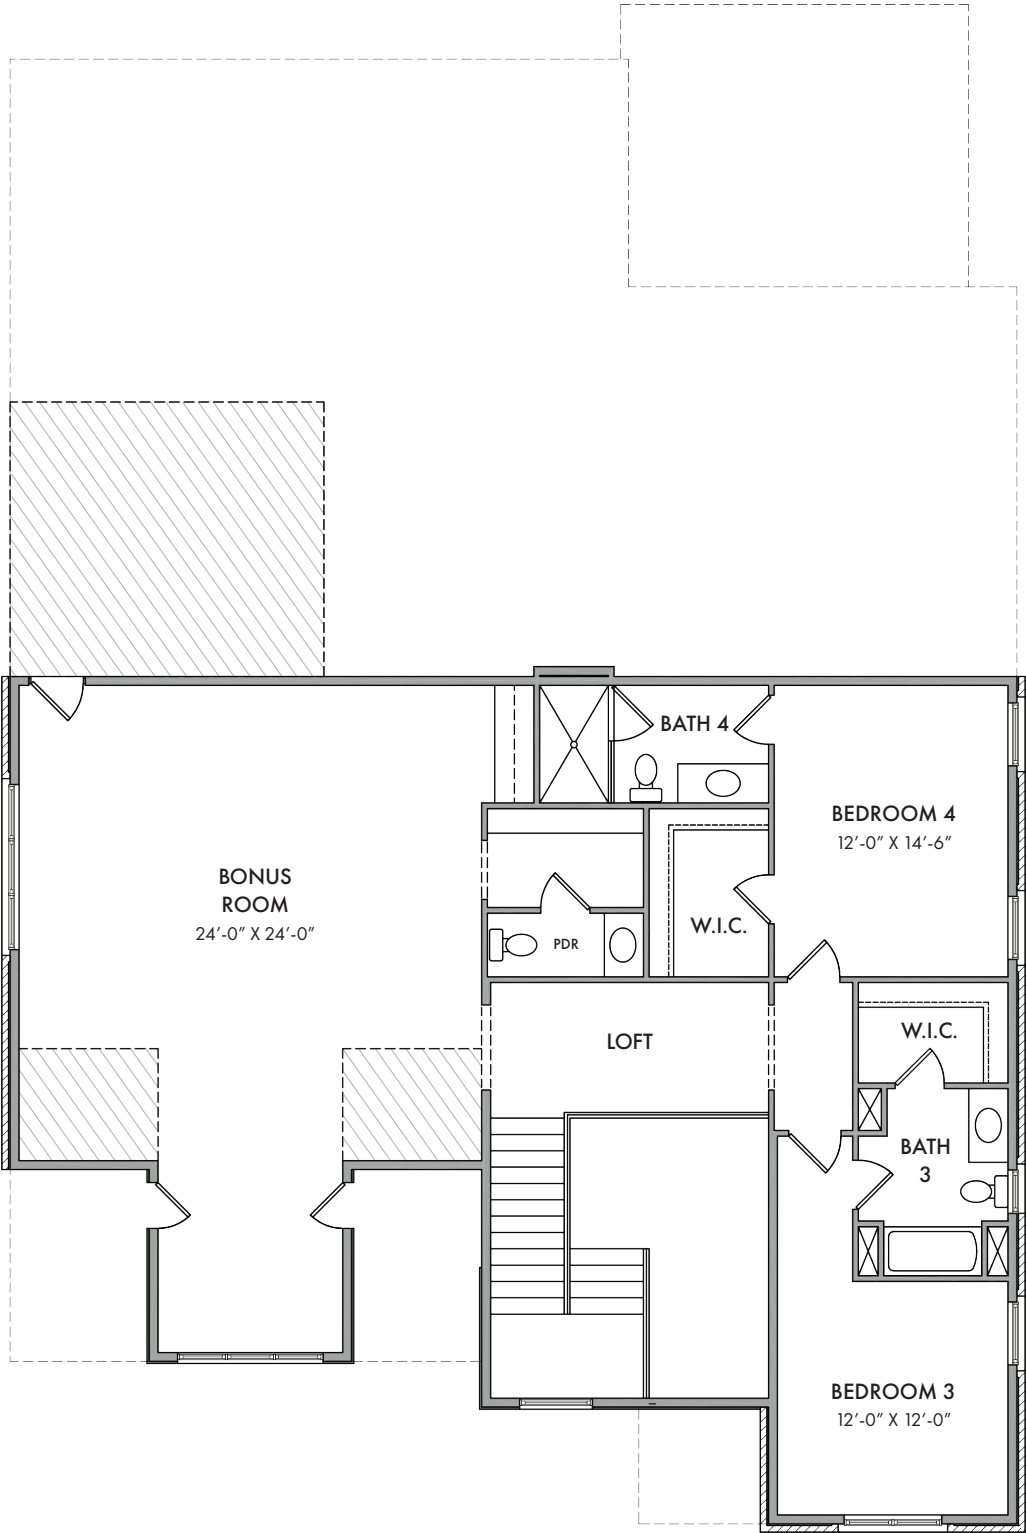 BATH 4
BEDROOM 4
12'-0" X 14'-6"
BONUS
ROOM
24'-0" X 24'-0"
W.I.C.
PDR
LOFT
W.I.C.
BATH
3
BEDROOM 3
12'-0" X 12'-0"